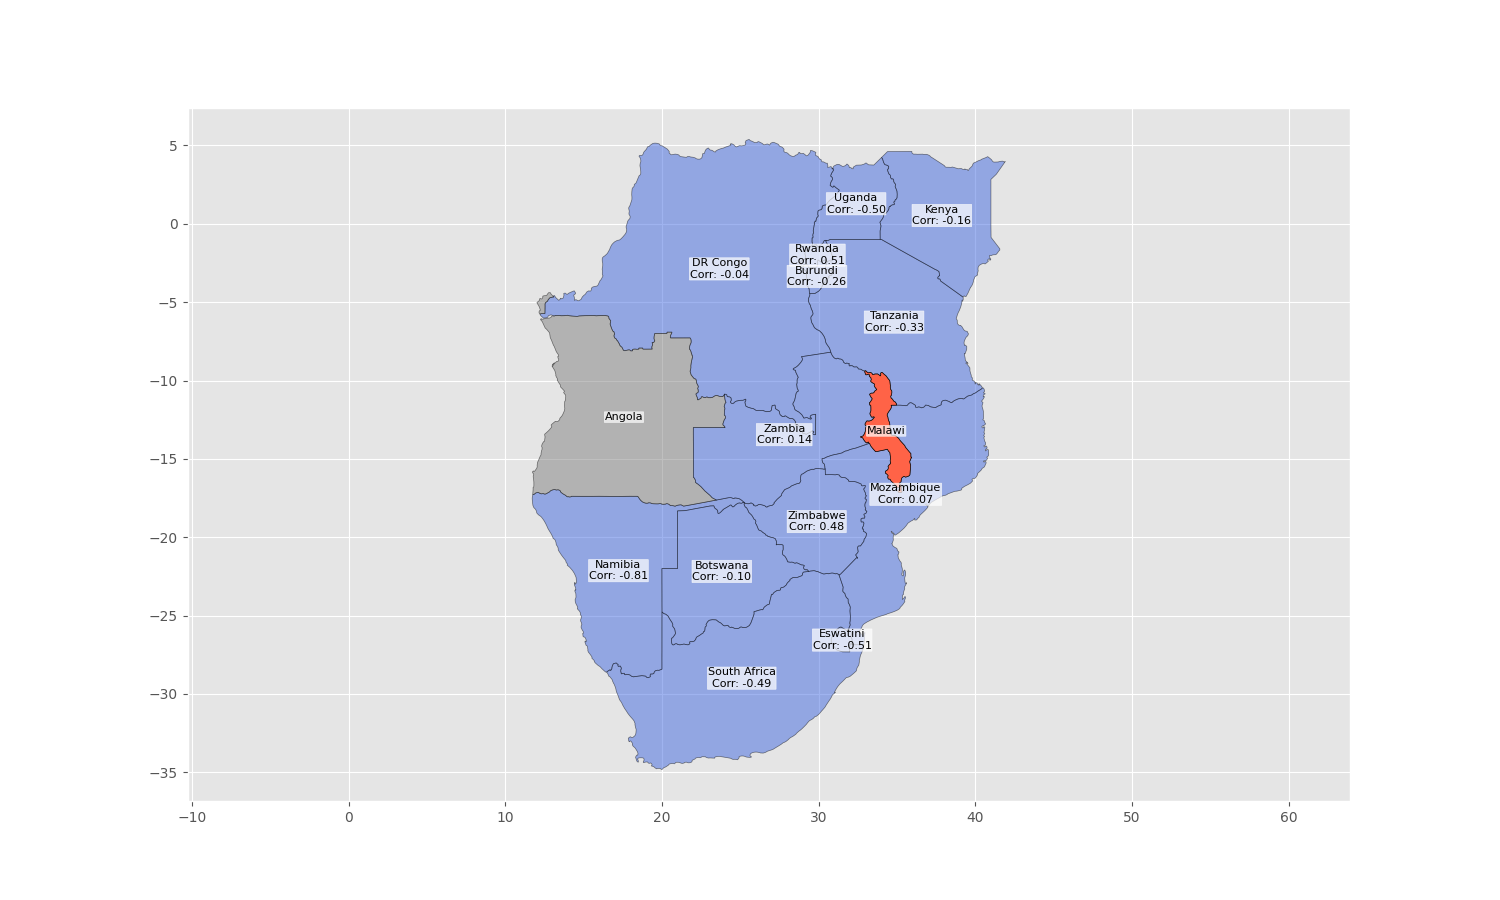 5
0
−5
−10
−15
−20
−25
−30
−35
−10
0
10
20
30
40
50
60
Uganda
Corr: -0.50
Kenya
Corr: -0.16
Rwanda
Corr: 0.51
DR Congo
Corr: -0.04
Burundi
Corr: -0.26
Tanzania
Corr: -0.33
Angola
Zambia
Corr: 0.14
Malawi
Mozambique
Corr: 0.07
Zimbabwe
Corr: 0.48
Namibia
Corr: -0.81
Botswana
Corr: -0.10
Eswatini
Corr: -0.51
South Africa
Corr: -0.49